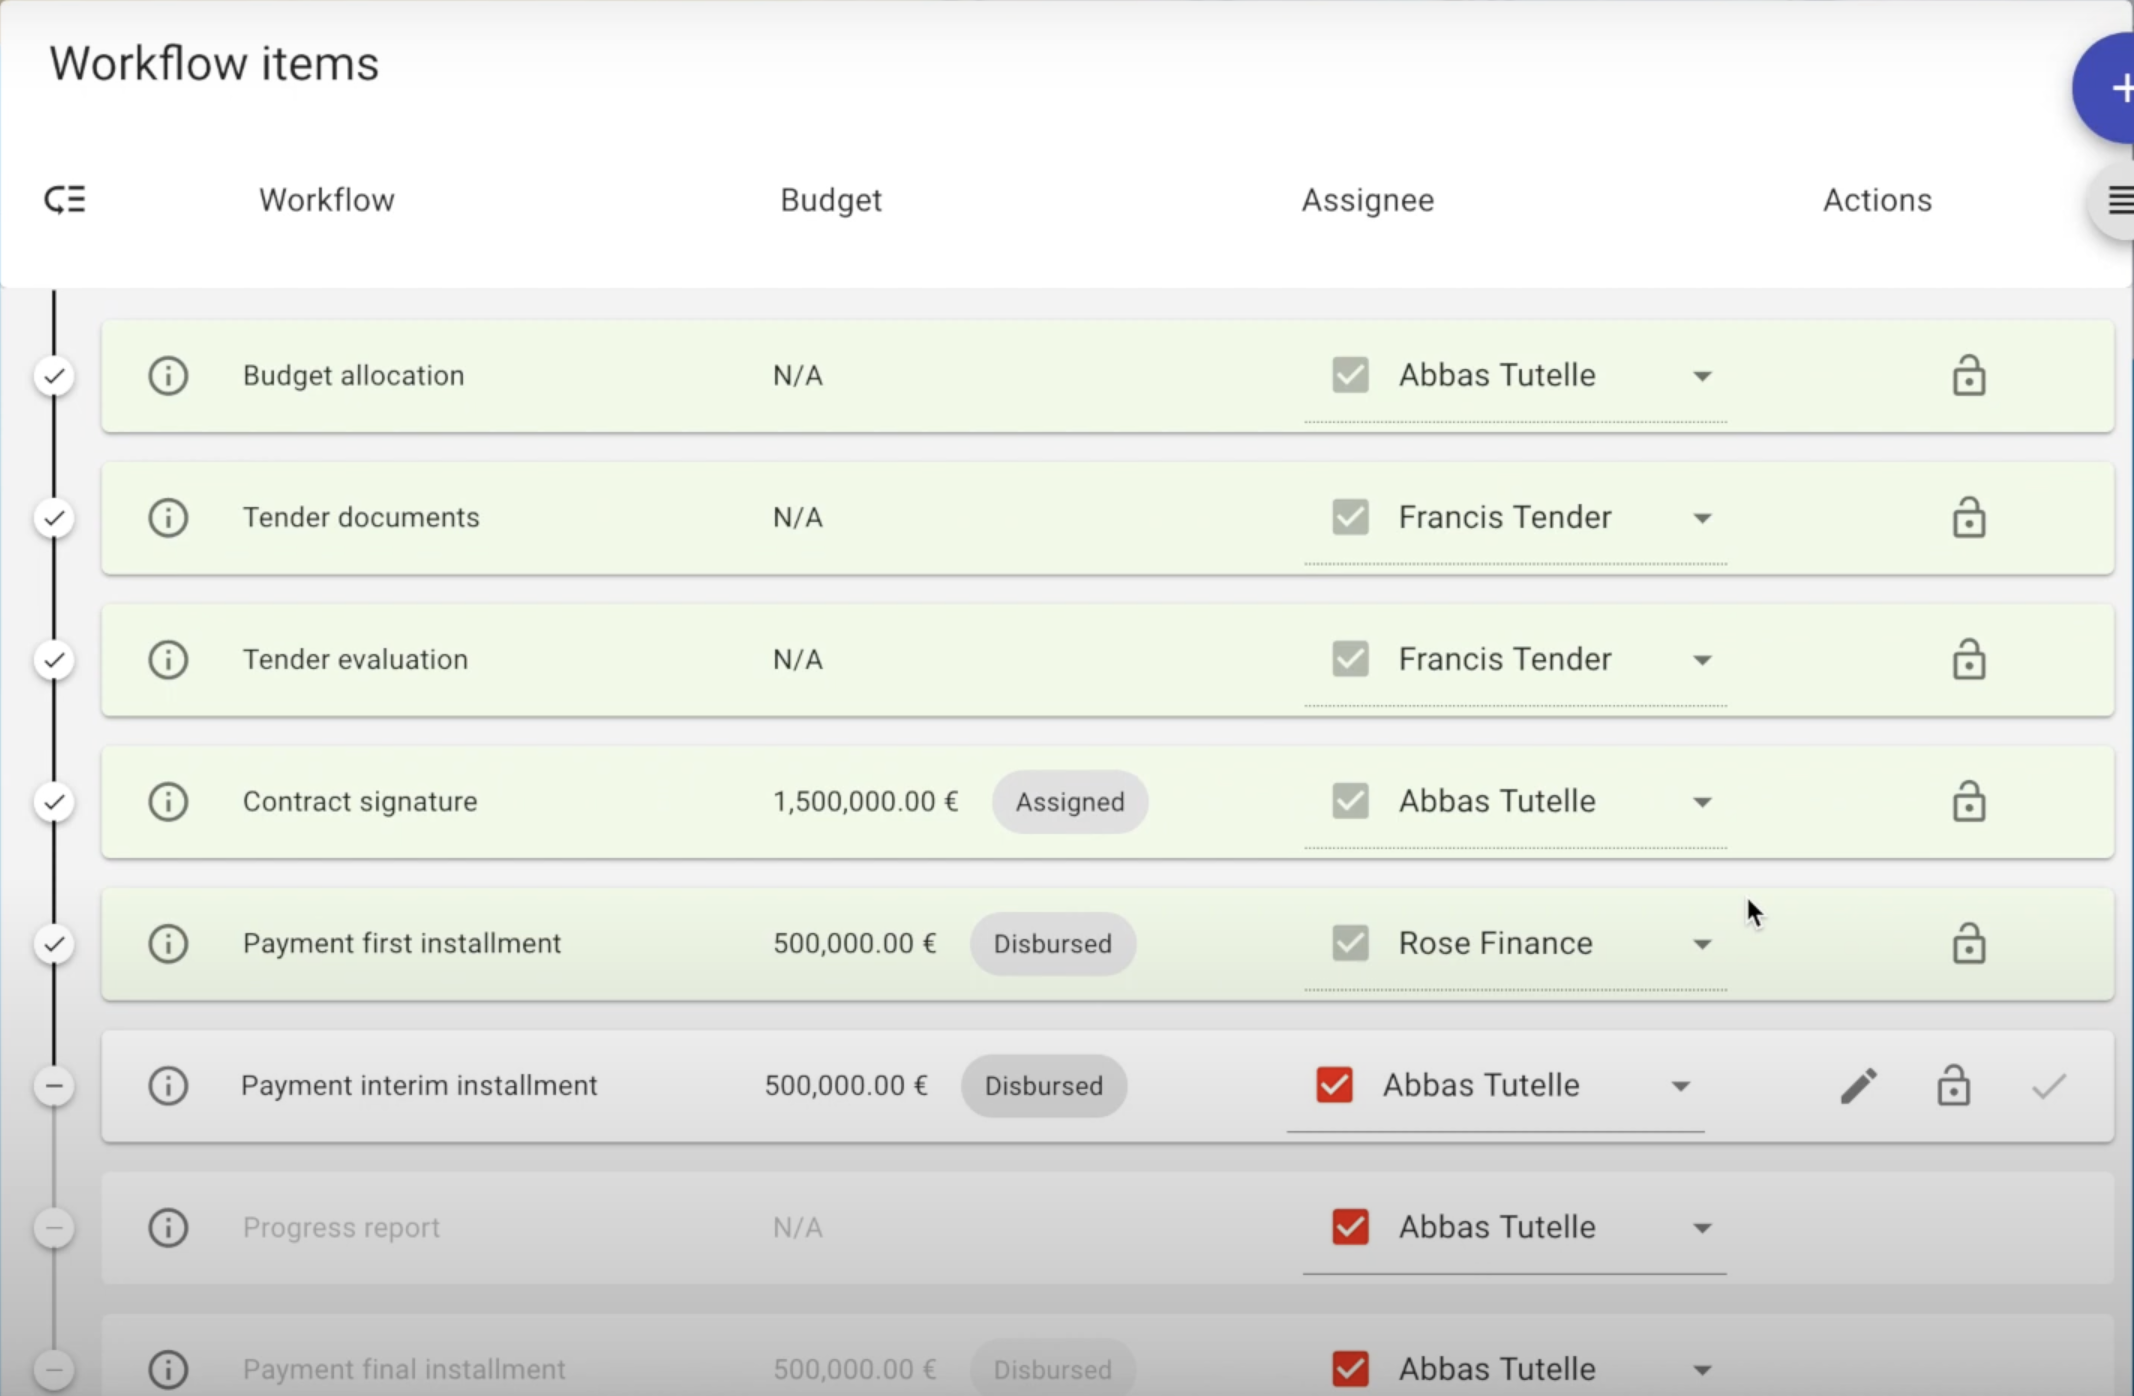 Workflow items
Workflow Budget Assignee Actions
Budget allocation N/A Abbas Tutelle
Tender documents N/A Francis Tender
Tender evaluation N/A Francis Tender
Contract signature 1,500,000.00 € Assigned Abbas Tutelle
Payment first installment 500,000.00 € Disbursed Rose Finance
Payment interim installment 500,000.00 € Disbursed Abbas Tutelle
Progress report N/A Abbas Tutelle
Payment final installment 500,000.00 € Disbursed Abbas Tutelle